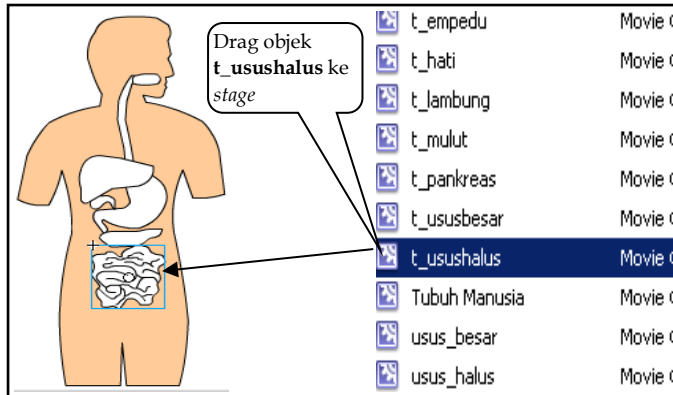 Drag objek
t_usushalus ke
stage
t_empedu Movie C
t_hati Movie C
t_lambung Movie C
t_mulut Movie C
t_pankreas Movie C
t_ususbesar Movie C
t_usushalus Movie C
Tubuh Manusia Movie C
usus_besar Movie C
usus_halus Movie C